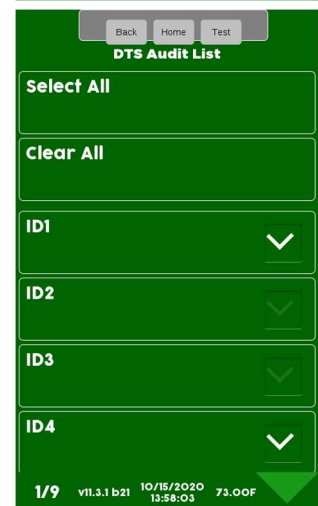 Back Home Test
DTS Audit List
Select All
Clear All
ID1
ID2
ID3
ID4
1/9 v11.3.1 b21 10/15/2020 13:58:03 73.00F